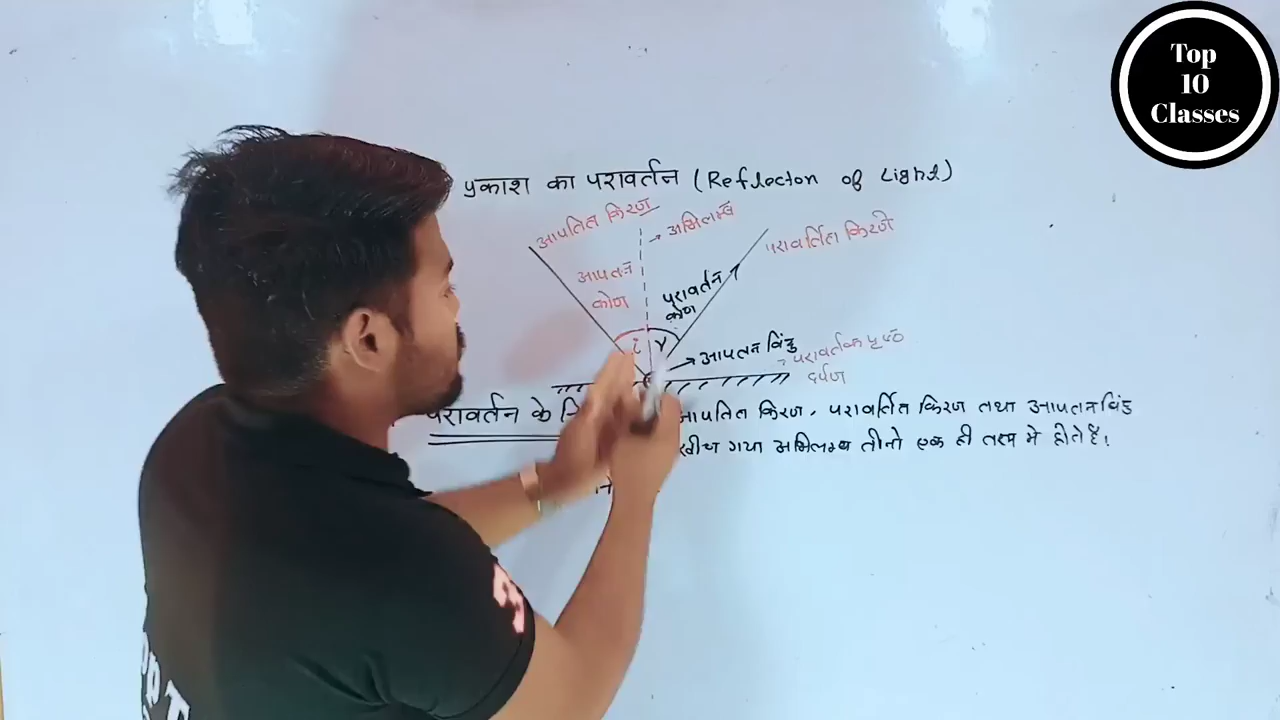 Top
10
Classes
प्रकाश का परावर्तन (Reflecton of Light)
आपतित किरण
अभिलम्ब
परावर्तित किरणे
आपतन
कोण
परावर्तन
कोण
i
r
आपतन बिंदु
परावर्तक पृष्ठ
दर्पण
परावर्तन के
आपतित किरण, परावर्तित किरण तथा आपतन बिंदु
खीच गया अभिलम्ब तीनो एक ही तल मे होते है।